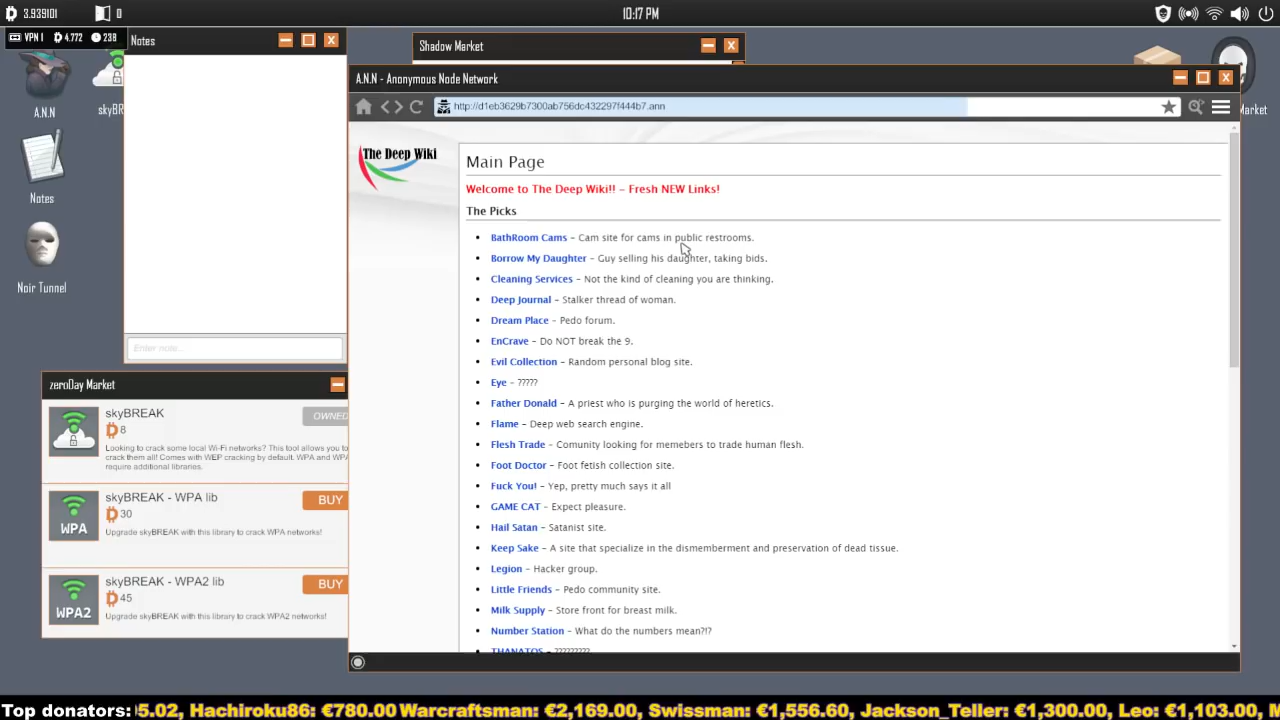 3.939101
0
10:17 PM
VPN 1
4.772
238
A.N.N
skyBR
Notes
Noir Tunnel
Market
Notes
Enter note...
zeroDay Market
skyBREAK
8
OWNED
Looking to crack some local Wi-Fi networks? This tool allows you to
crack them all! Comes with WEP cracking by default. WPA and WPA
require additional libraries.
WPA
skyBREAK - WPA lib
30
BUY
Upgrade skyBREAK with this library to crack WPA networks!
WPA2
skyBREAK - WPA2 lib
45
BUY
Upgrade skyBREAK with this library to crack WPA2 networks!
Shadow Market
A.N.N - Anonymous Node Network
http://d1eb3629b7300ab756dc432297f444b7.ann
The Deep Wiki
Main Page
Welcome to The Deep Wiki!! - Fresh NEW Links!
The Picks
BathRoom Cams - Cam site for cams in public restrooms.
Borrow My Daughter - Guy selling his daughter, taking bids.
Cleaning Services - Not the kind of cleaning you are thinking.
Deep Journal - Stalker thread of woman.
Dream Place - Pedo forum.
EnCrave - Do NOT break the 9.
Evil Collection - Random personal blog site.
Eye - ?????
Father Donald - A priest who is purging the world of heretics.
Flame - Deep web search engine.
Flesh Trade - Comunity looking for memebers to trade human flesh.
Foot Doctor - Foot fetish collection site.
Fuck You! - Yep, pretty much says it all
GAME CAT - Expect pleasure.
Hail Satan - Satanist site.
Keep Sake - A site that specialize in the dismemberment and preservation of dead tissue.
Legion - Hacker group.
Little Friends - Pedo community site.
Milk Supply - Store front for breast milk.
Number Station - What do the numbers mean?!?
THANATOS - ?????????
Top donators: 5.02, Hachiroku86: €780.00 Warcraftsman: €2,169.00, Swissman: €1,556.60, Jackson_Teller: €1,300.00, Leo: €1,103.00, M